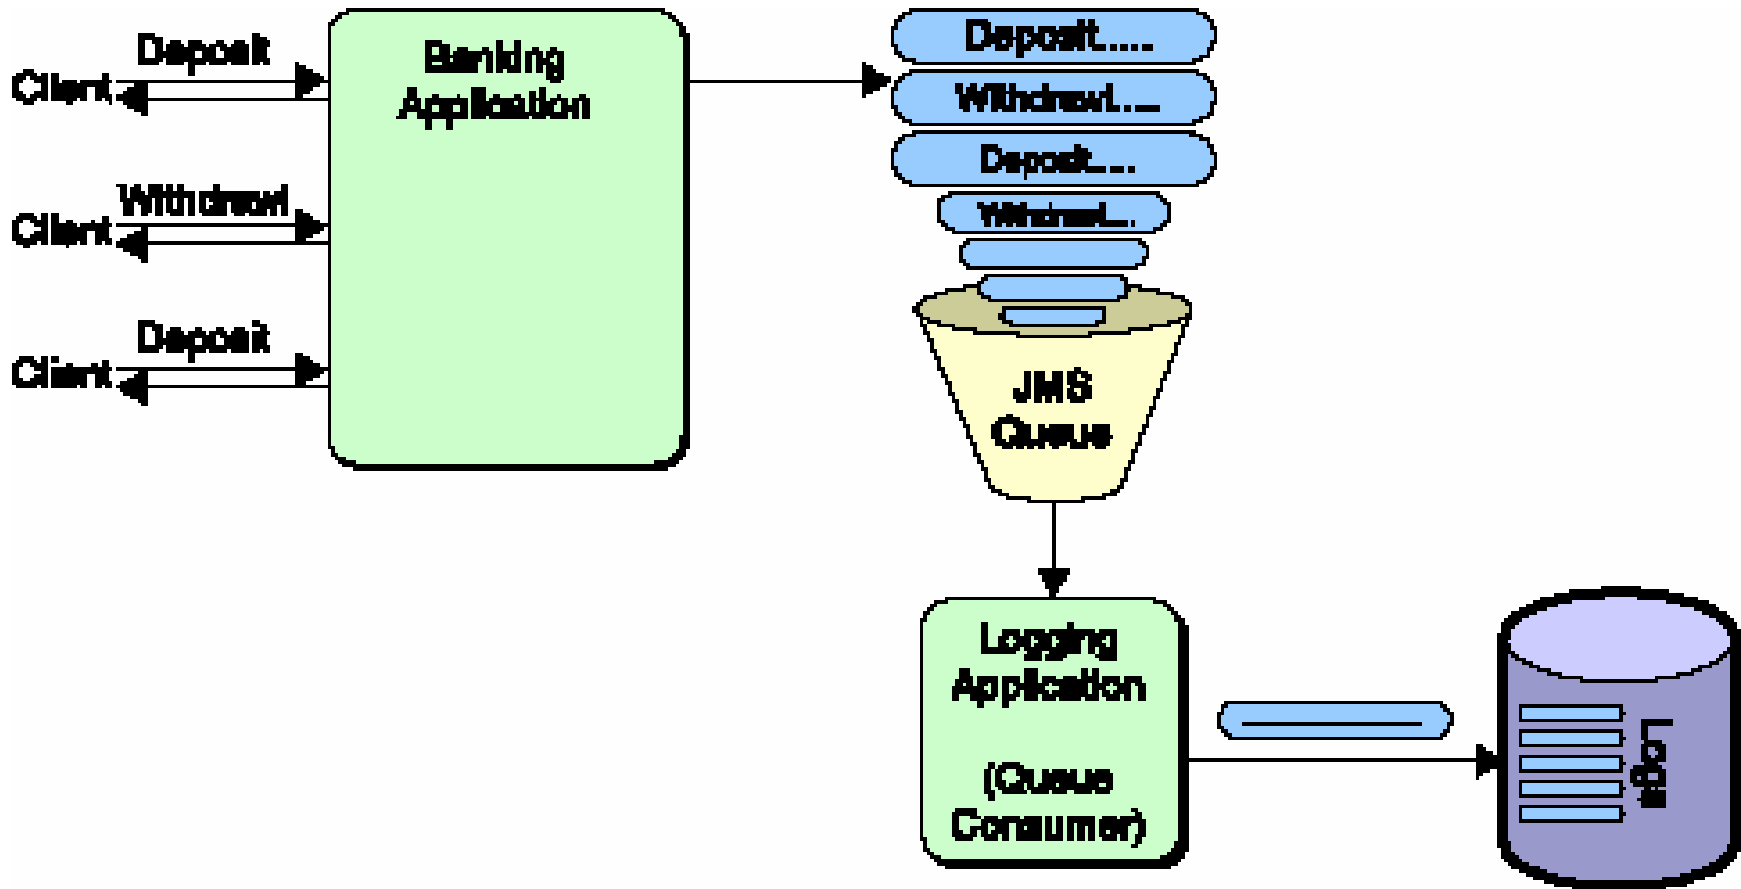 Deposit
Client
Withdrawl
Client
Deposit
Client
Banking
Application
Deposit.....
Withdrawl.....
Deposit.....
Withdrawl....
JMS
Queue
Logging
Application
(Queue
Consumer)
Logs